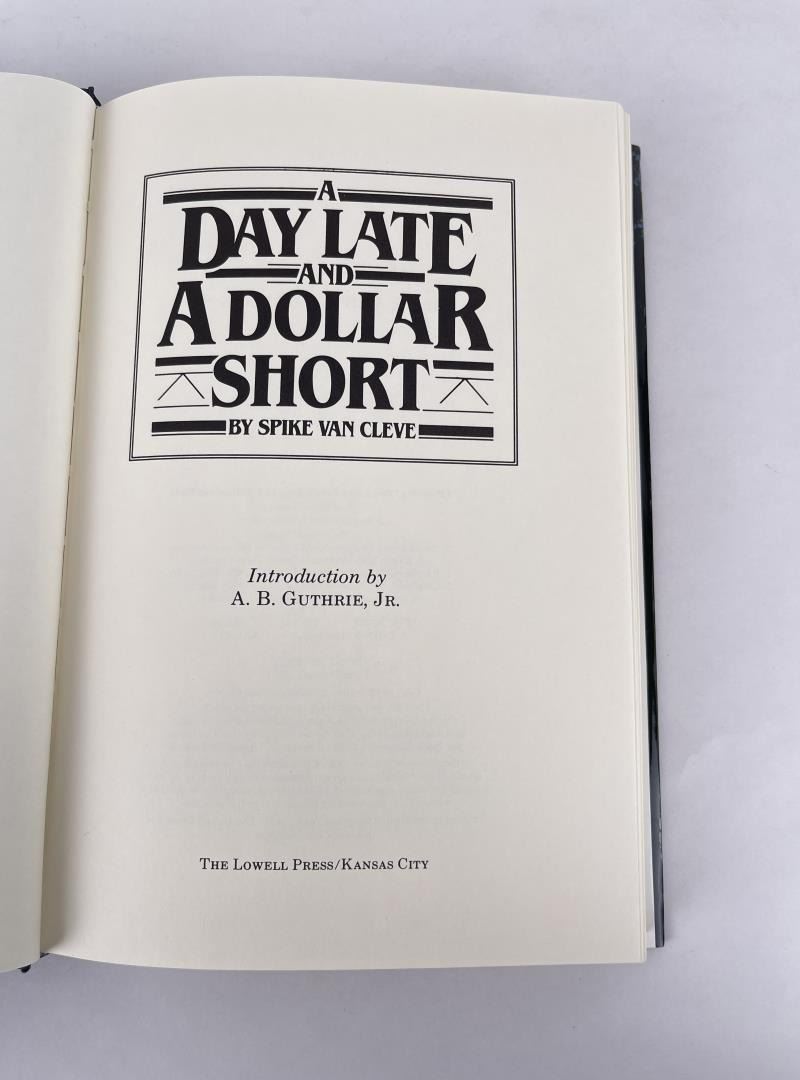 A
DAY LATE
AND
A DOLLAR
SHORT
BY SPIKE VAN CLEVE
Introduction by
A. B. GUTHRIE, JR.
THE LOWELL PRESS/KANSAS CITY